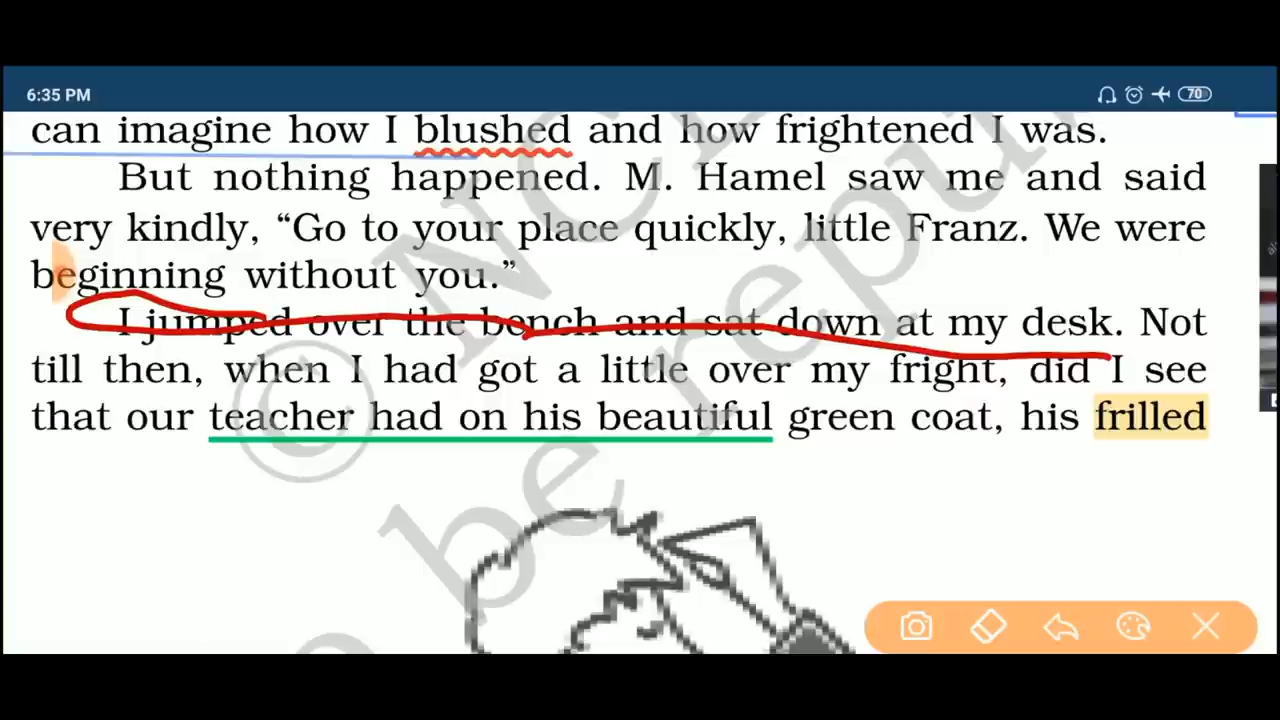 6:35 PM
70
can imagine how I blushed and how frightened I was.
But nothing happened. M. Hamel saw me and said
very kindly, “Go to your place quickly, little Franz. We were
beginning without you.”
I jumped over the bench and sat down at my desk. Not
till then, when I had got a little over my fright, did I see
that our teacher had on his beautiful green coat, his frilled
be repu